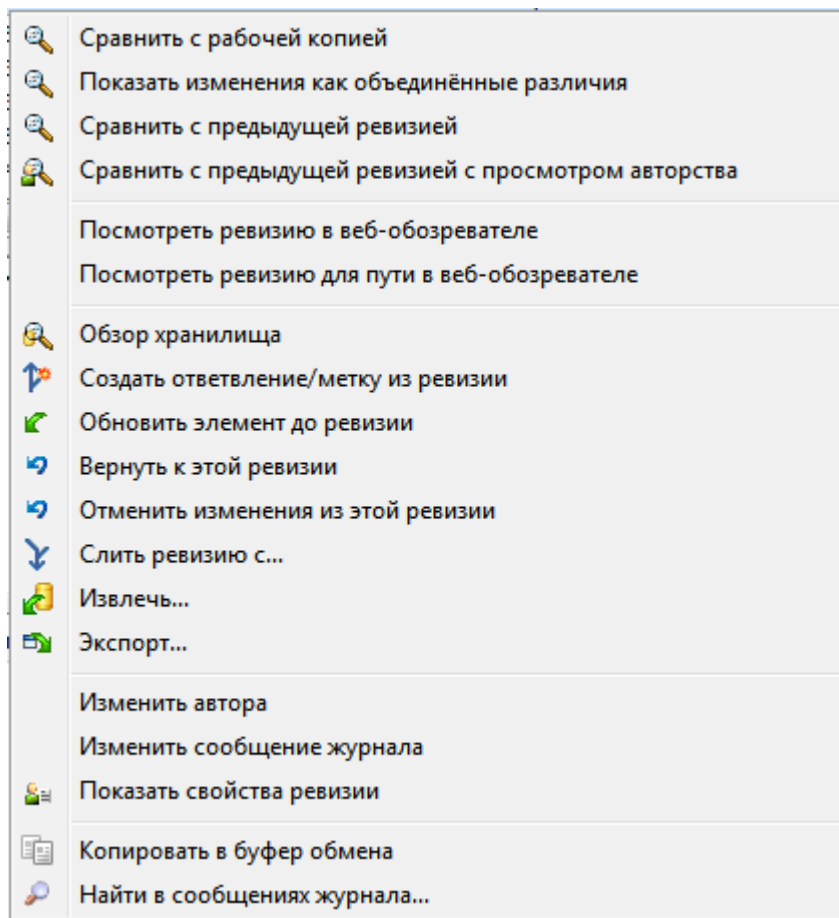 Сравнить с рабочей копией
Показать изменения как объединённые различия
Сравнить с предыдущей ревизией
Сравнить с предыдущей ревизией с просмотром авторства
Посмотреть ревизию в веб-обозревателе
Посмотреть ревизию для пути в веб-обозревателе
Обзор хранилища
Создать ответвление/метку из ревизии
Обновить элемент до ревизии
Вернуть к этой ревизии
Отменить изменения из этой ревизии
Слить ревизию с...
Извлечь...
Экспорт...
Изменить автора
Изменить сообщение журнала
Показать свойства ревизии
Копировать в буфер обмена
Найти в сообщениях журнала...